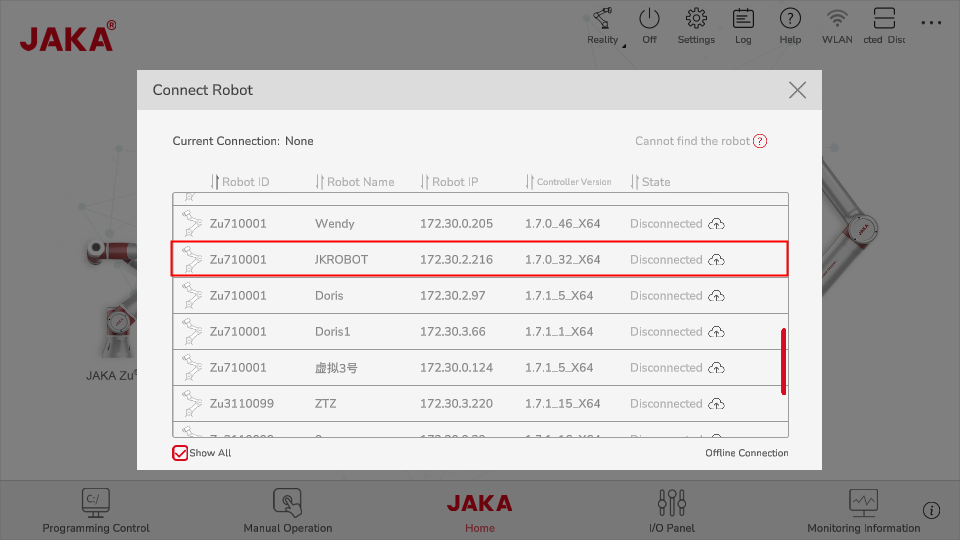 JAKA®
Reality
Off
Settings
Log
Help
WLAN
cted Disc
Connect Robot
Current Connection: None
Cannot find the robot ?
Robot ID Robot Name Robot IP Controller Version State
Zu710001 Wendy 172.30.0.205 1.7.0_46_X64 Disconnected
Zu710001 JKROBOT 172.30.2.216 1.7.0_32_X64 Disconnected
Zu710001 Doris 172.30.2.97 1.7.1_5_X64 Disconnected
Zu710001 Doris1 172.30.3.66 1.7.1_1_X64 Disconnected
Zu710001 虚拟3号 172.30.0.124 1.7.1_5_X64 Disconnected
Zu3110099 ZTZ 172.30.3.220 1.7.1_15_X64 Disconnected
JAKA Zu®
Show All
Offline Connection
C:/
Programming Control
Manual Operation
JAKA
Home
I/O Panel
Monitoring Information